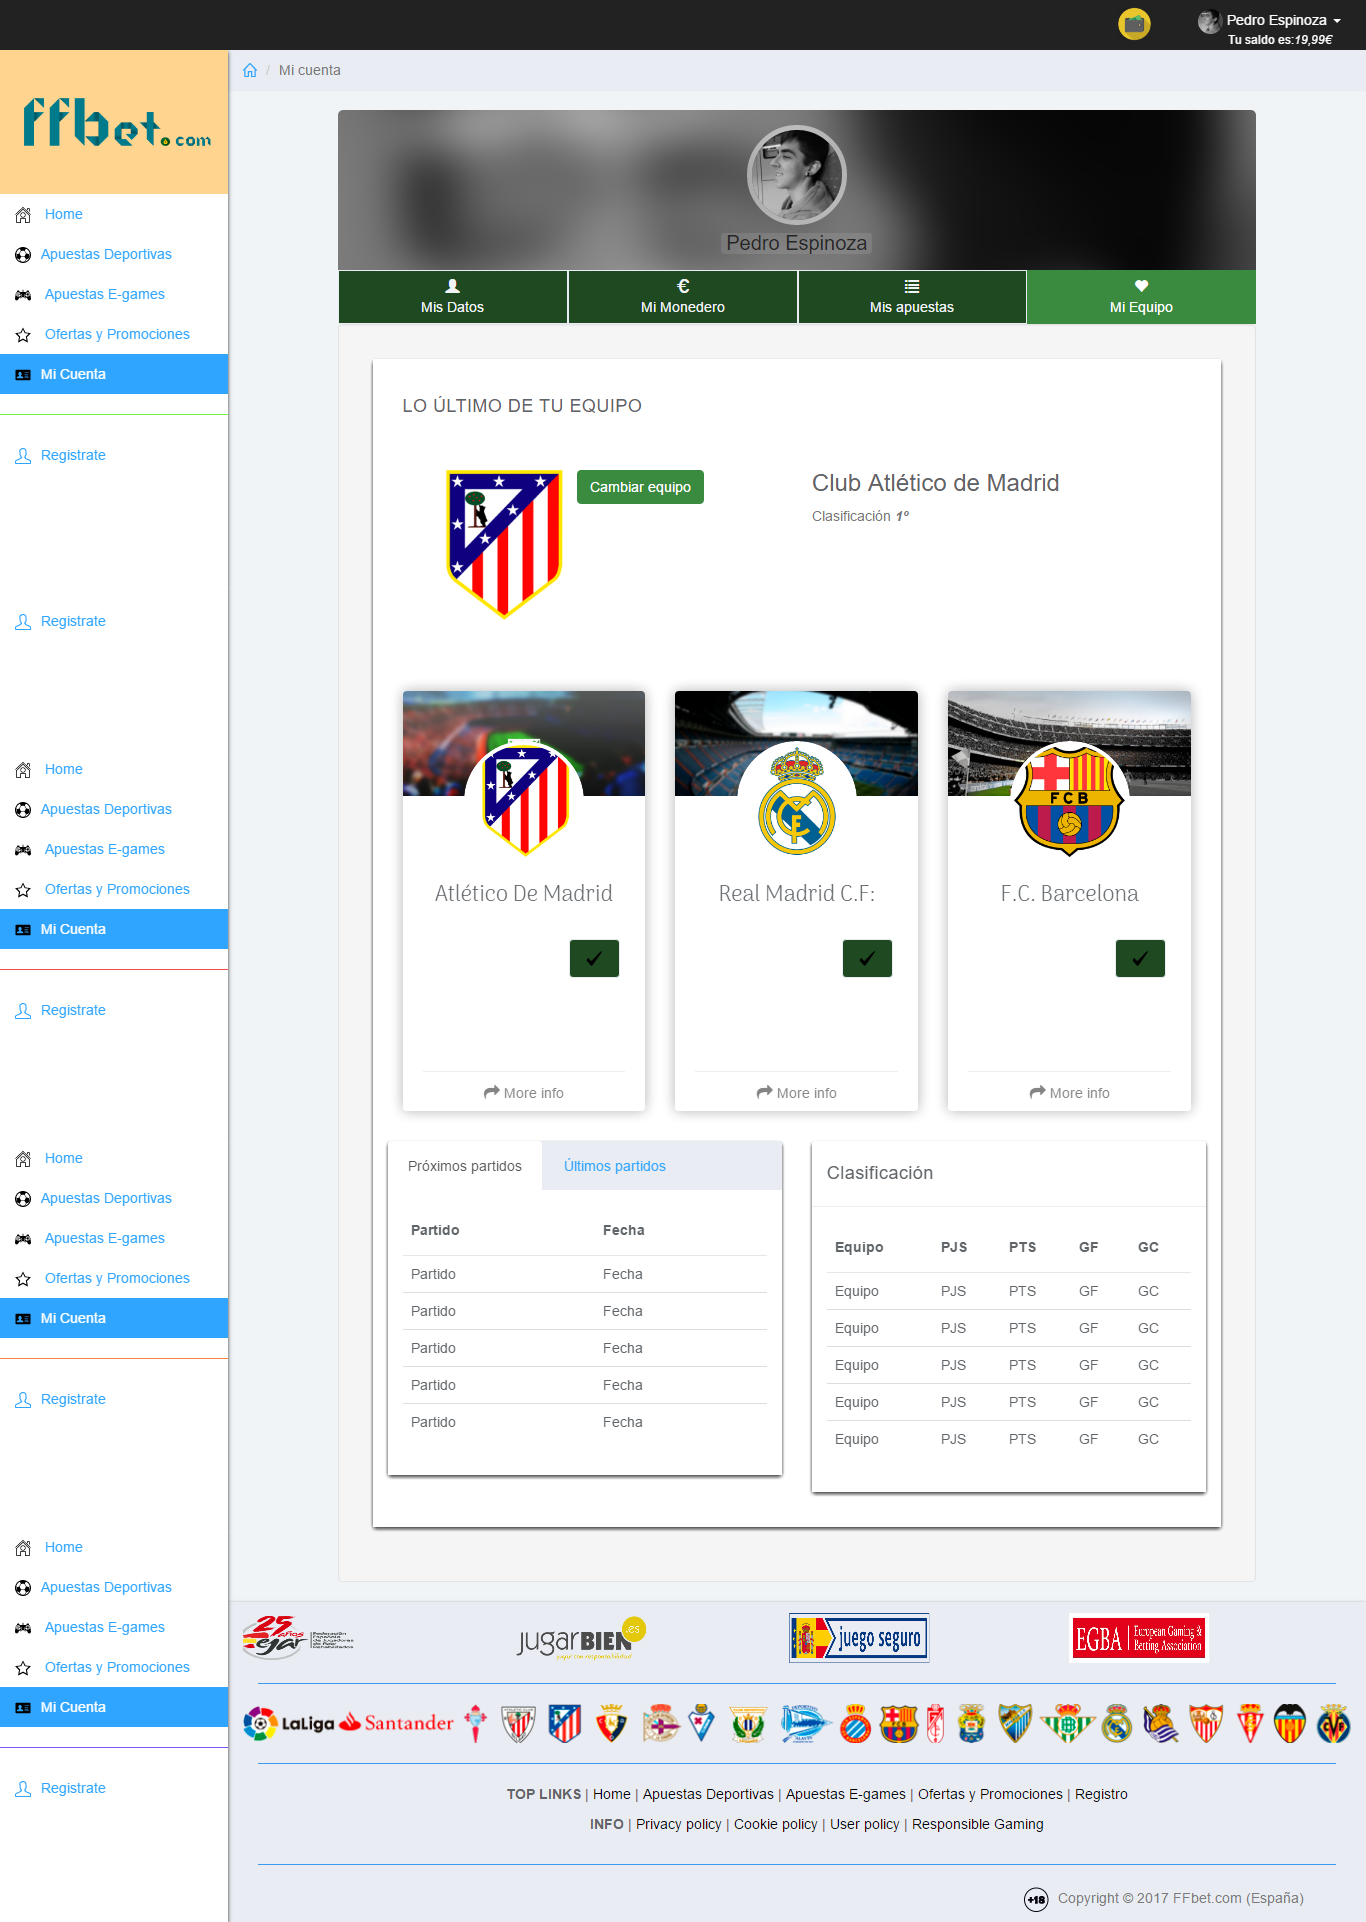 Pedro Espinoza
Tu saldo es:19,99€
ffbet.com
Mi cuenta
Home
Apuestas Deportivas
Apuestas E-games
Ofertas y Promociones
Mi Cuenta
Registrate
Registrate
Home
Apuestas Deportivas
Apuestas E-games
Ofertas y Promociones
Mi Cuenta
Registrate
Home
Apuestas Deportivas
Apuestas E-games
Ofertas y Promociones
Mi Cuenta
Registrate
Home
Apuestas Deportivas
Apuestas E-games
Ofertas y Promociones
Mi Cuenta
Registrate
Pedro Espinoza
Mis Datos
€ Mi Monedero
Mis apuestas
Mi Equipo
LO ÚLTIMO DE TU EQUIPO
Cambiar equipo
Club Atlético de Madrid
Clasificación 1º
FCB
Atlético De Madrid
Real Madrid C.F:
F.C. Barcelona
More info
More info
More info
Próximos partidos Últimos partidos
Partido Fecha
Partido Fecha
Partido Fecha
Partido Fecha
Partido Fecha
Partido Fecha
Clasificación
Equipo PJS PTS GF GC
Equipo PJS PTS GF GC
Equipo PJS PTS GF GC
Equipo PJS PTS GF GC
Equipo PJS PTS GF GC
Equipo PJS PTS GF GC
25 años
ejar
jugarBIEN.es
jugar con responsabilidad
juego seguro
EGBA European Gaming & Betting Association
LaLiga Santander
TOP LINKS | Home | Apuestas Deportivas | Apuestas E-games | Ofertas y Promociones | Registro
INFO | Privacy policy | Cookie policy | User policy | Responsible Gaming
+18 Copyright © 2017 FFbet.com (España)